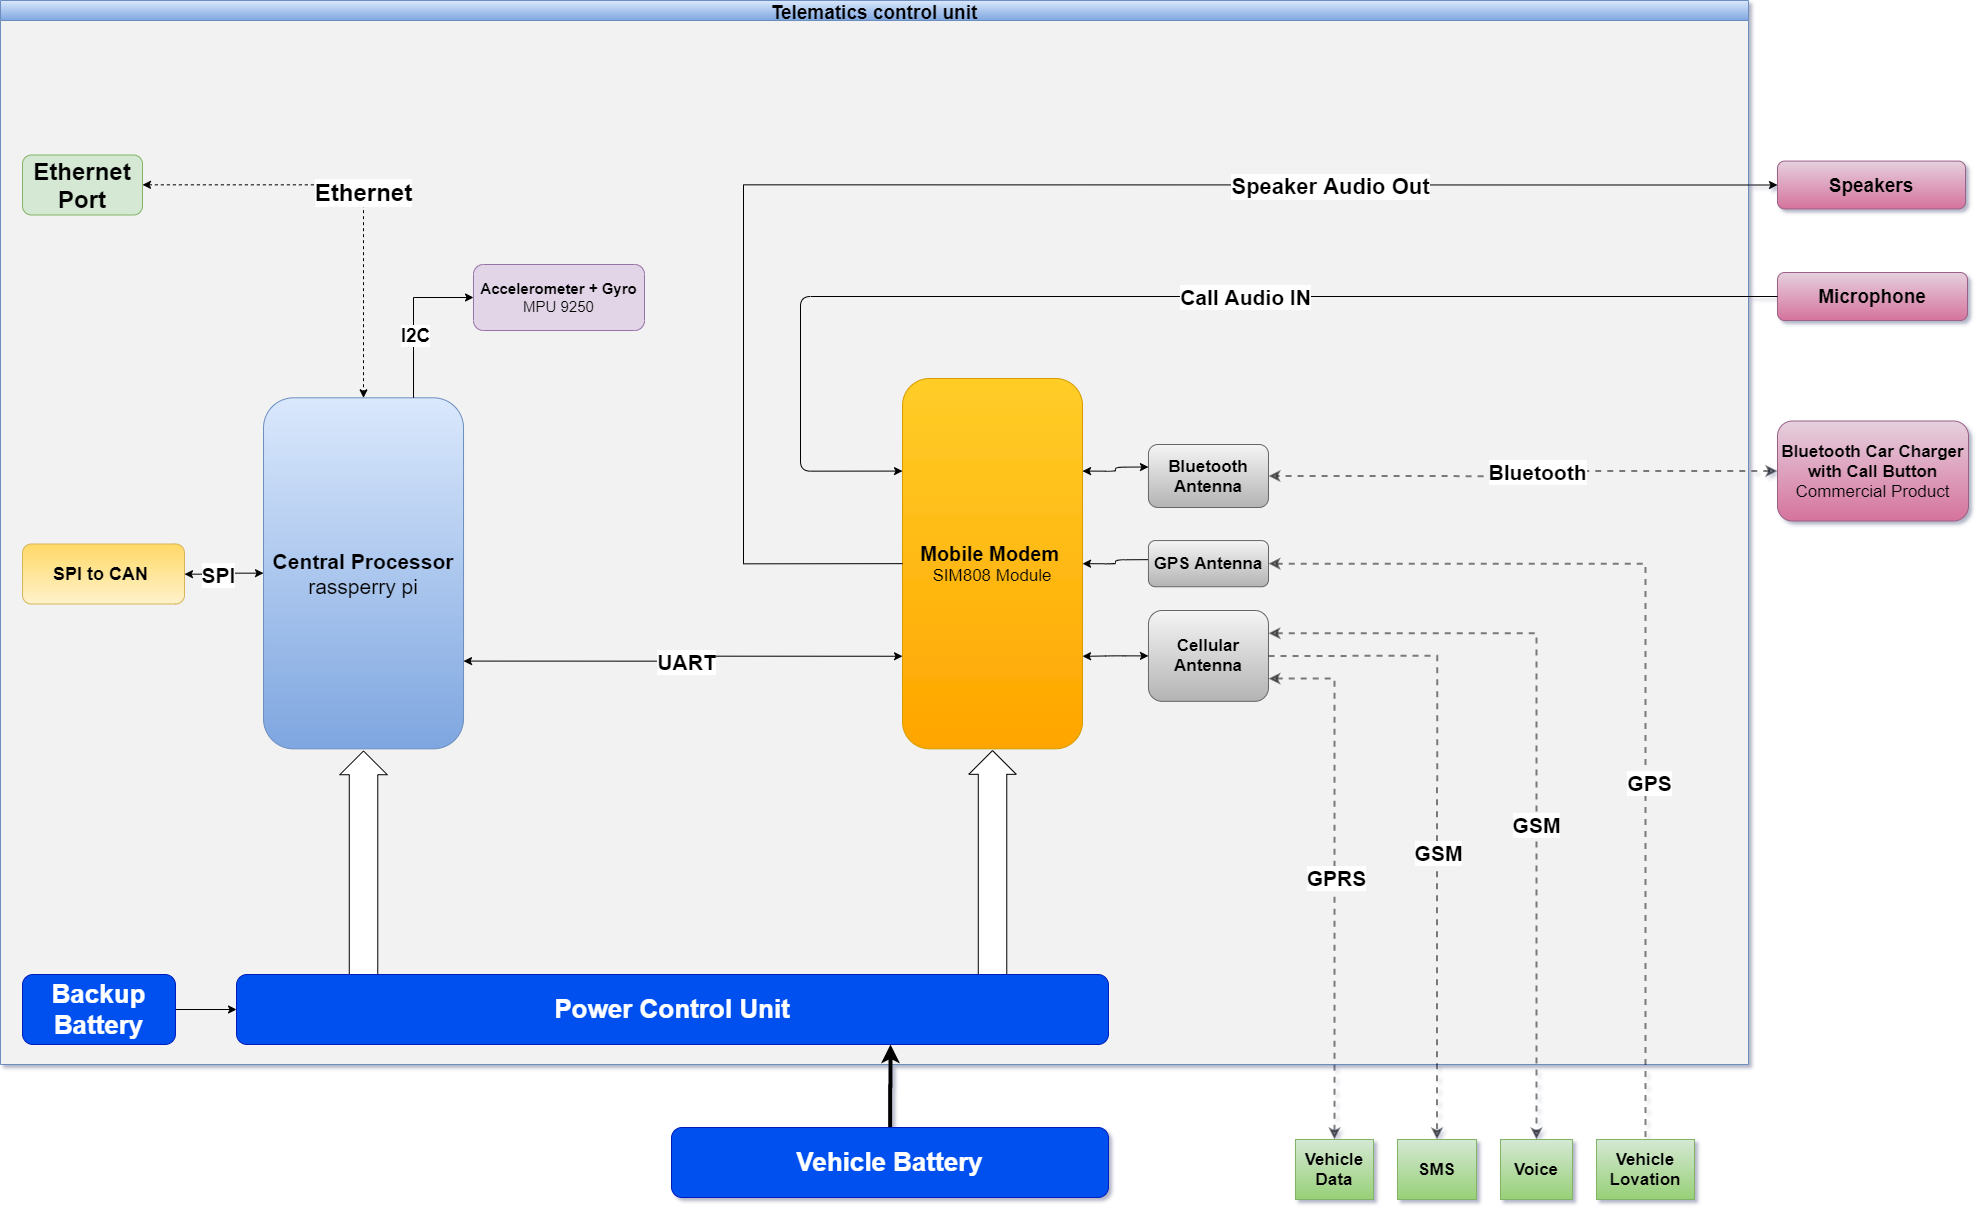 Telematics control unit
Ethernet
Port
Ethernet
Speaker Audio Out
Speakers
Accelerometer + Gyro
MPU 9250
I2C
Call Audio IN
Microphone
Bluetooth
Antenna
Bluetooth
Bluetooth Car Charger
with Call Button
Commercial Product
SPI to CAN
SPI
Central Processor
rassperry pi
Mobile Modem
SIM808 Module
GPS Antenna
Cellular
Antenna
UART
GPS
GSM
GSM
GPRS
Backup
Battery
Power Control Unit
Vehicle Battery
Vehicle
Data
SMS
Voice
Vehicle
Lovation